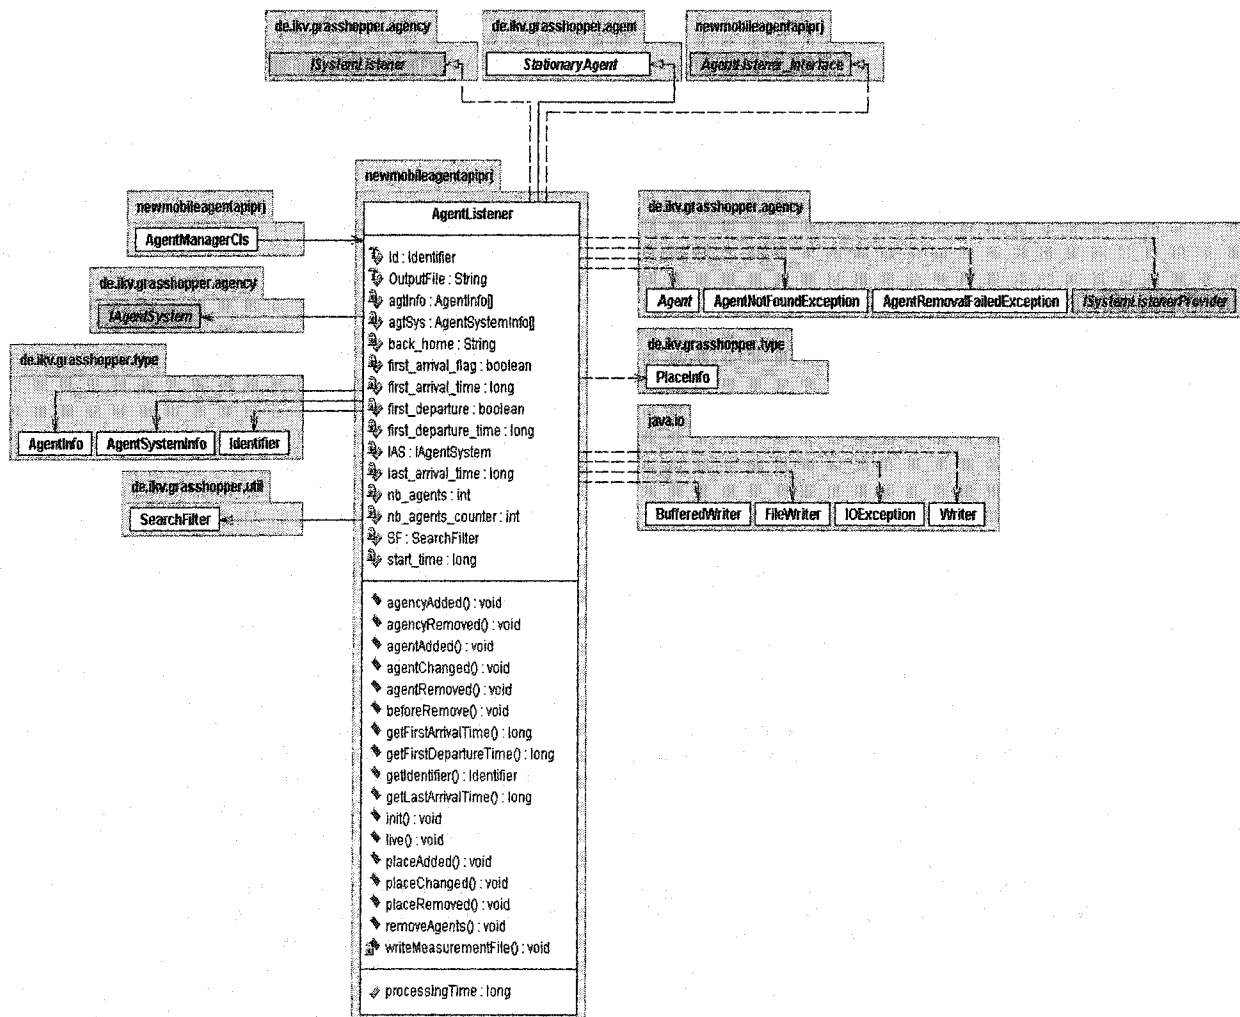 de.ikv.grasshopper.agency
ISystemListener
de.ikv.grasshopper.agent
StationaryAgent
newmobileagentapiprj
AgentListener_Interface
newmobileagentapiprj
AgentManagerCls
de.ikv.grasshopper.agency
IAgentSystem
de.ikv.grasshopper.type
AgentInfo
AgentSystemInfo
Identifier
de.ikv.grasshopper.util
SearchFilter
newmobileagentapiprj
AgentListener
Id : Identifier
OutputFile : String
agtInfo : AgentInfo[]
agtSys : AgentSystemInfo[]
back_home : String
first_arrival_flag : boolean
first_arrival_time : long
first_departure : boolean
first_departure_time : long
IAS : IAgentSystem
last_arrival_time : long
nb_agents : int
nb_agents_counter : int
SF : SearchFilter
start_time : long
agencyAdded() : void
agencyRemoved() : void
agentAdded() : void
agentChanged() : void
agentRemoved() : void
beforeRemove() : void
getFirstArrivalTime() : long
getFirstDepartureTime() : long
getIdentifier() : Identifier
getLastArrivalTime() : long
init() : void
live() : void
placeAdded() : void
placeChanged() : void
placeRemoved() : void
removeAgents() : void
writeMeasurementFile() : void
processingTime : long
de.ikv.grasshopper.agency
Agent
AgentNotFoundException
AgentRemovalFailedException
ISystemListenerProvider
de.ikv.grasshopper.type
PlaceInfo
java.io
BufferedWriter
FileWriter
IOException
Writer